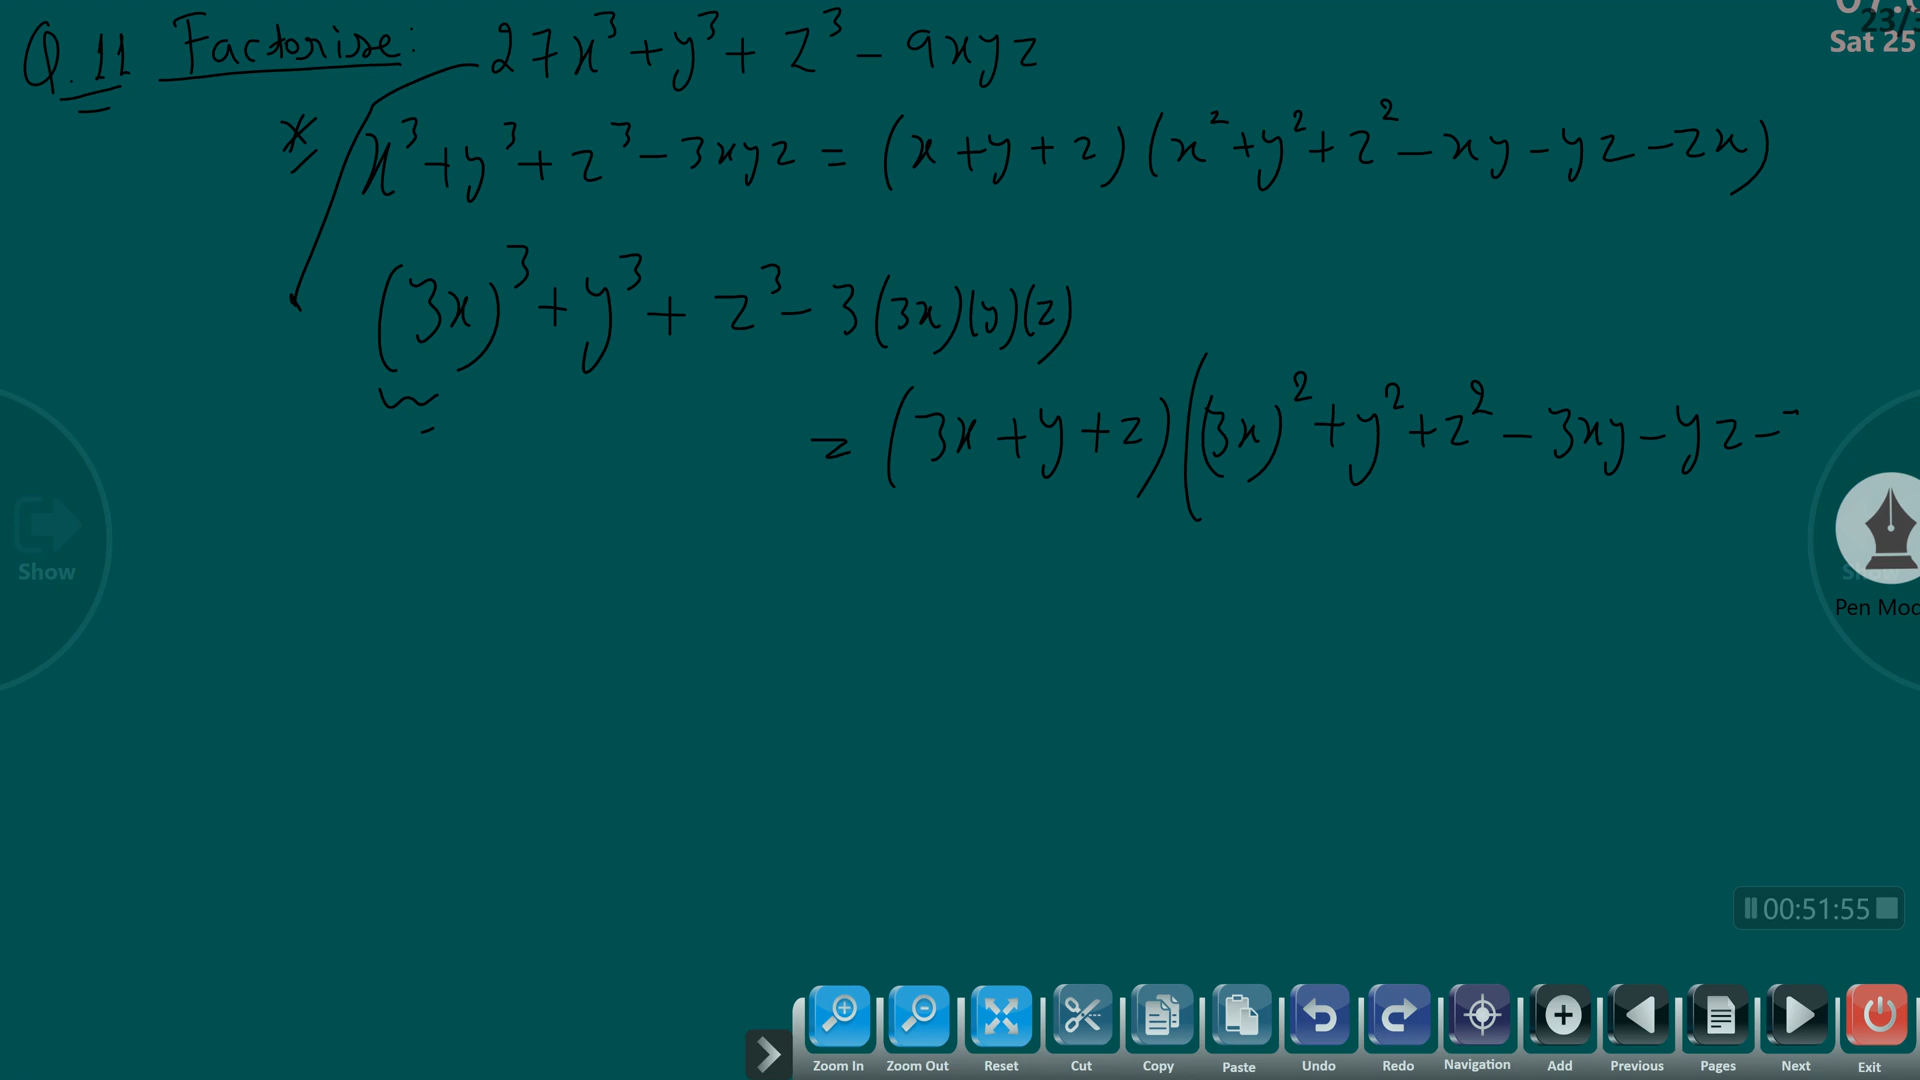 Q.11 Factorise: 27x³+y³+z³-9xyz
* x³+y³+z³-3xyz = (x+y+z)(x²+y²+z²-xy-yz-zx)
(3x)³+y³+z³-3(3x)(y)(z)
= (3x+y+z)((3x)²+y²+z²-3xy-yz-
23/
Sat 25
Show
Pen Mod
00:51:55
Zoom In Zoom Out Reset Cut Copy Paste Undo Redo Navigation Add Previous Pages Next Exit